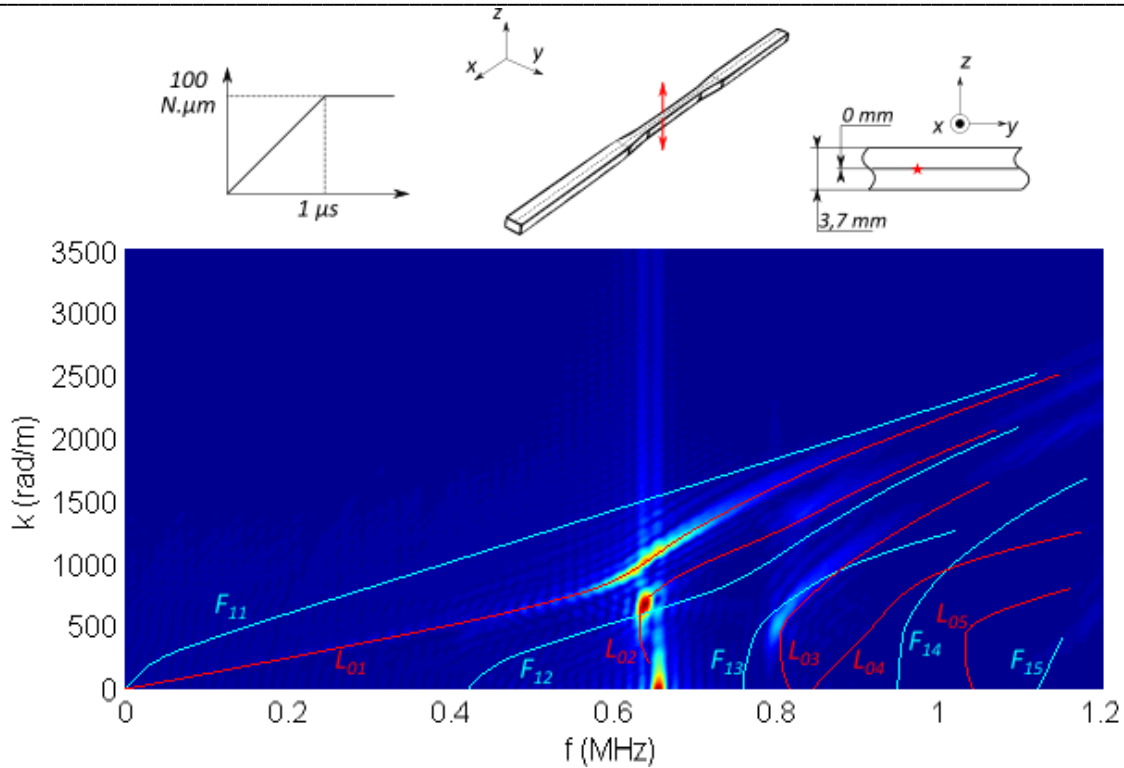 100
N.μm
1 μs
z
x
y
z
0 mm
x
y
3,7 mm
3500
3000
2500
2000
1500
1000
500
0
k (rad/m)
F11
L01
F12
L02
F13
L03
L04
F14
L05
F15
0
0.2
0.4
0.6
0.8
1
1.2
f (MHz)